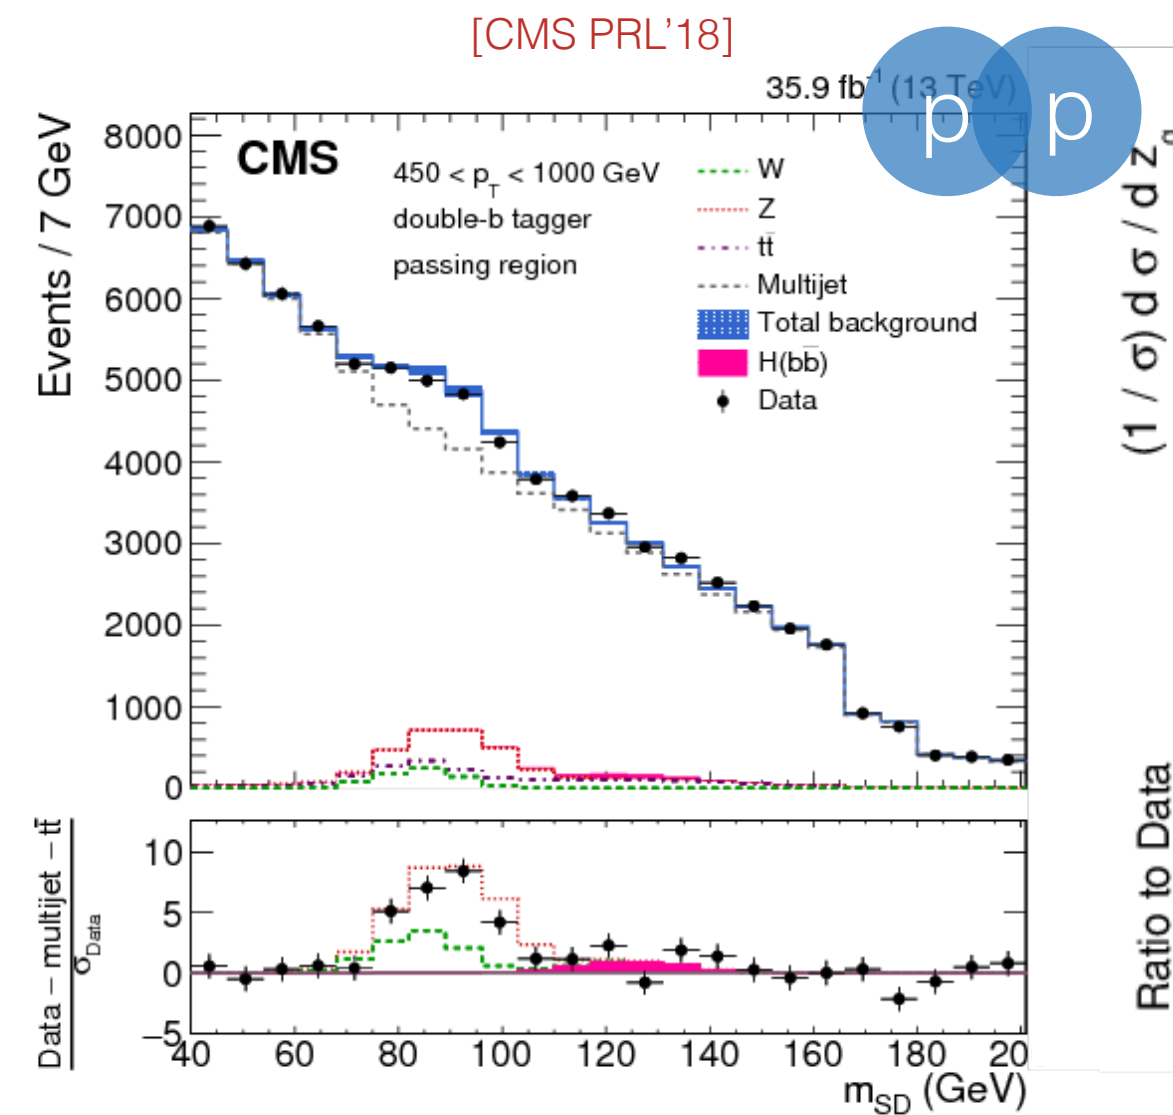 [CMS PRL'18]
35.9 fb⁻¹ (13 TeV)
p p
CMS
450 < p_T < 1000 GeV
double-b tagger
passing region
W
Z
tt̅
Multijet
Total background
H(bb̅)
Data
Events / 7 GeV
8000
7000
6000
5000
4000
3000
2000
1000
0
Data − multijet − tt̅
σ_Data
10
5
0
−5
40 60 80 100 120 140 160 180 20
m_SD (GeV)
(1 / σ) d σ / d z
Ratio to Data